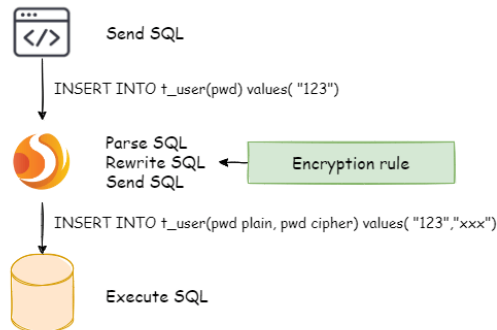 </>
Send SQL
INSERT INTO t_user(pwd) values( "123")
Parse SQL
Rewrite SQL
Send SQL
Encryption rule
INSERT INTO t_user(pwd plain, pwd cipher) values( "123","xxx")
Execute SQL